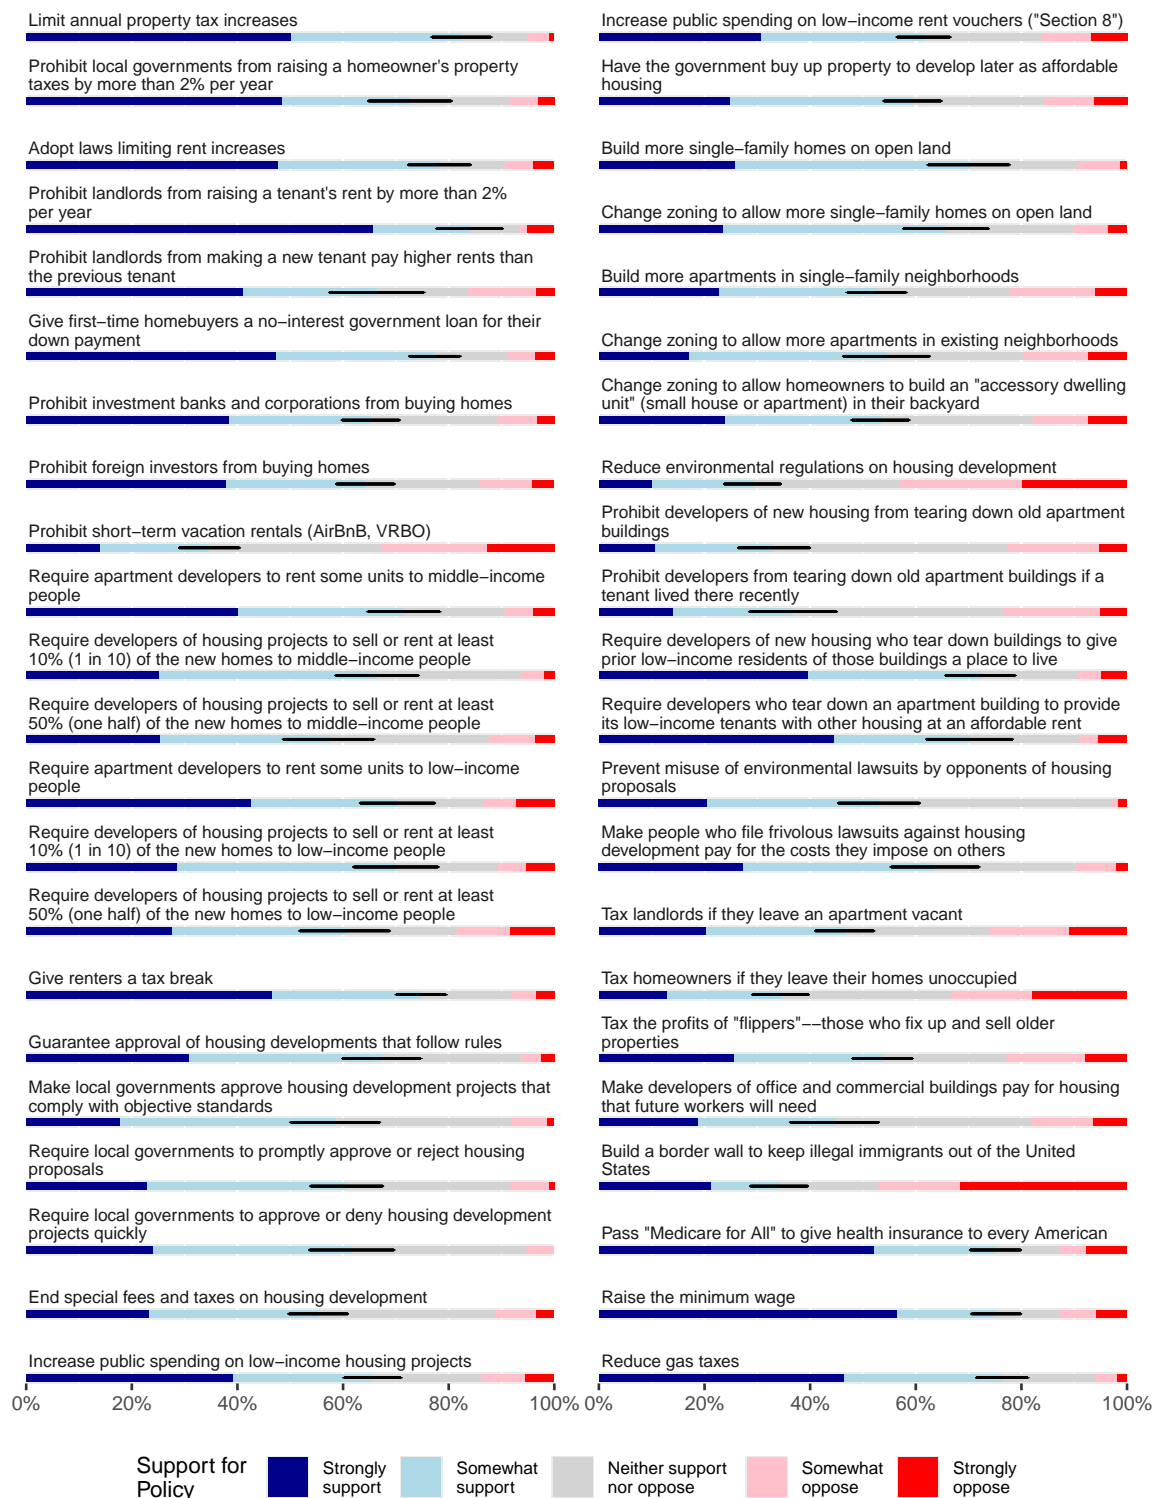 Limit annual property tax increases
Prohibit local governments from raising a homeowner's property
taxes by more than 2% per year
Adopt laws limiting rent increases
Prohibit landlords from raising a tenant's rent by more than 2%
per year
Prohibit landlords from making a new tenant pay higher rents than
the previous tenant
Give first−time homebuyers a no−interest government loan for their
down payment
Prohibit investment banks and corporations from buying homes
Prohibit foreign investors from buying homes
Prohibit short−term vacation rentals (AirBnB, VRBO)
Require apartment developers to rent some units to middle−income
people
Require developers of housing projects to sell or rent at least
10% (1 in 10) of the new homes to middle−income people
Require developers of housing projects to sell or rent at least
50% (one half) of the new homes to middle−income people
Require apartment developers to rent some units to low−income
people
Require developers of housing projects to sell or rent at least
10% (1 in 10) of the new homes to low−income people
Require developers of housing projects to sell or rent at least
50% (one half) of the new homes to low−income people
Give renters a tax break
Guarantee approval of housing developments that follow rules
Make local governments approve housing development projects that
comply with objective standards
Require local governments to promptly approve or reject housing
proposals
Require local governments to approve or deny housing development
projects quickly
End special fees and taxes on housing development
Increase public spending on low−income housing projects
0% 20% 40% 60% 80% 100%
Increase public spending on low−income rent vouchers ("Section 8")
Have the government buy up property to develop later as affordable
housing
Build more single−family homes on open land
Change zoning to allow more single−family homes on open land
Build more apartments in single−family neighborhoods
Change zoning to allow more apartments in existing neighborhoods
Change zoning to allow homeowners to build an "accessory dwelling
unit" (small house or apartment) in their backyard
Reduce environmental regulations on housing development
Prohibit developers of new housing from tearing down old apartment
buildings
Prohibit developers from tearing down old apartment buildings if a
tenant lived there recently
Require developers of new housing who tear down buildings to give
prior low−income residents of those buildings a place to live
Require developers who tear down an apartment building to provide
its low−income tenants with other housing at an affordable rent
Prevent misuse of environmental lawsuits by opponents of housing
proposals
Make people who file frivolous lawsuits against housing
development pay for the costs they impose on others
Tax landlords if they leave an apartment vacant
Tax homeowners if they leave their homes unoccupied
Tax the profits of "flippers"−−those who fix up and sell older
properties
Make developers of office and commercial buildings pay for housing
that future workers will need
Build a border wall to keep illegal immigrants out of the United
States
Pass "Medicare for All" to give health insurance to every American
Raise the minimum wage
Reduce gas taxes
0% 20% 40% 60% 80% 100%
Support for
Policy
Strongly
support
Somewhat
support
Neither support
nor oppose
Somewhat
oppose
Strongly
oppose